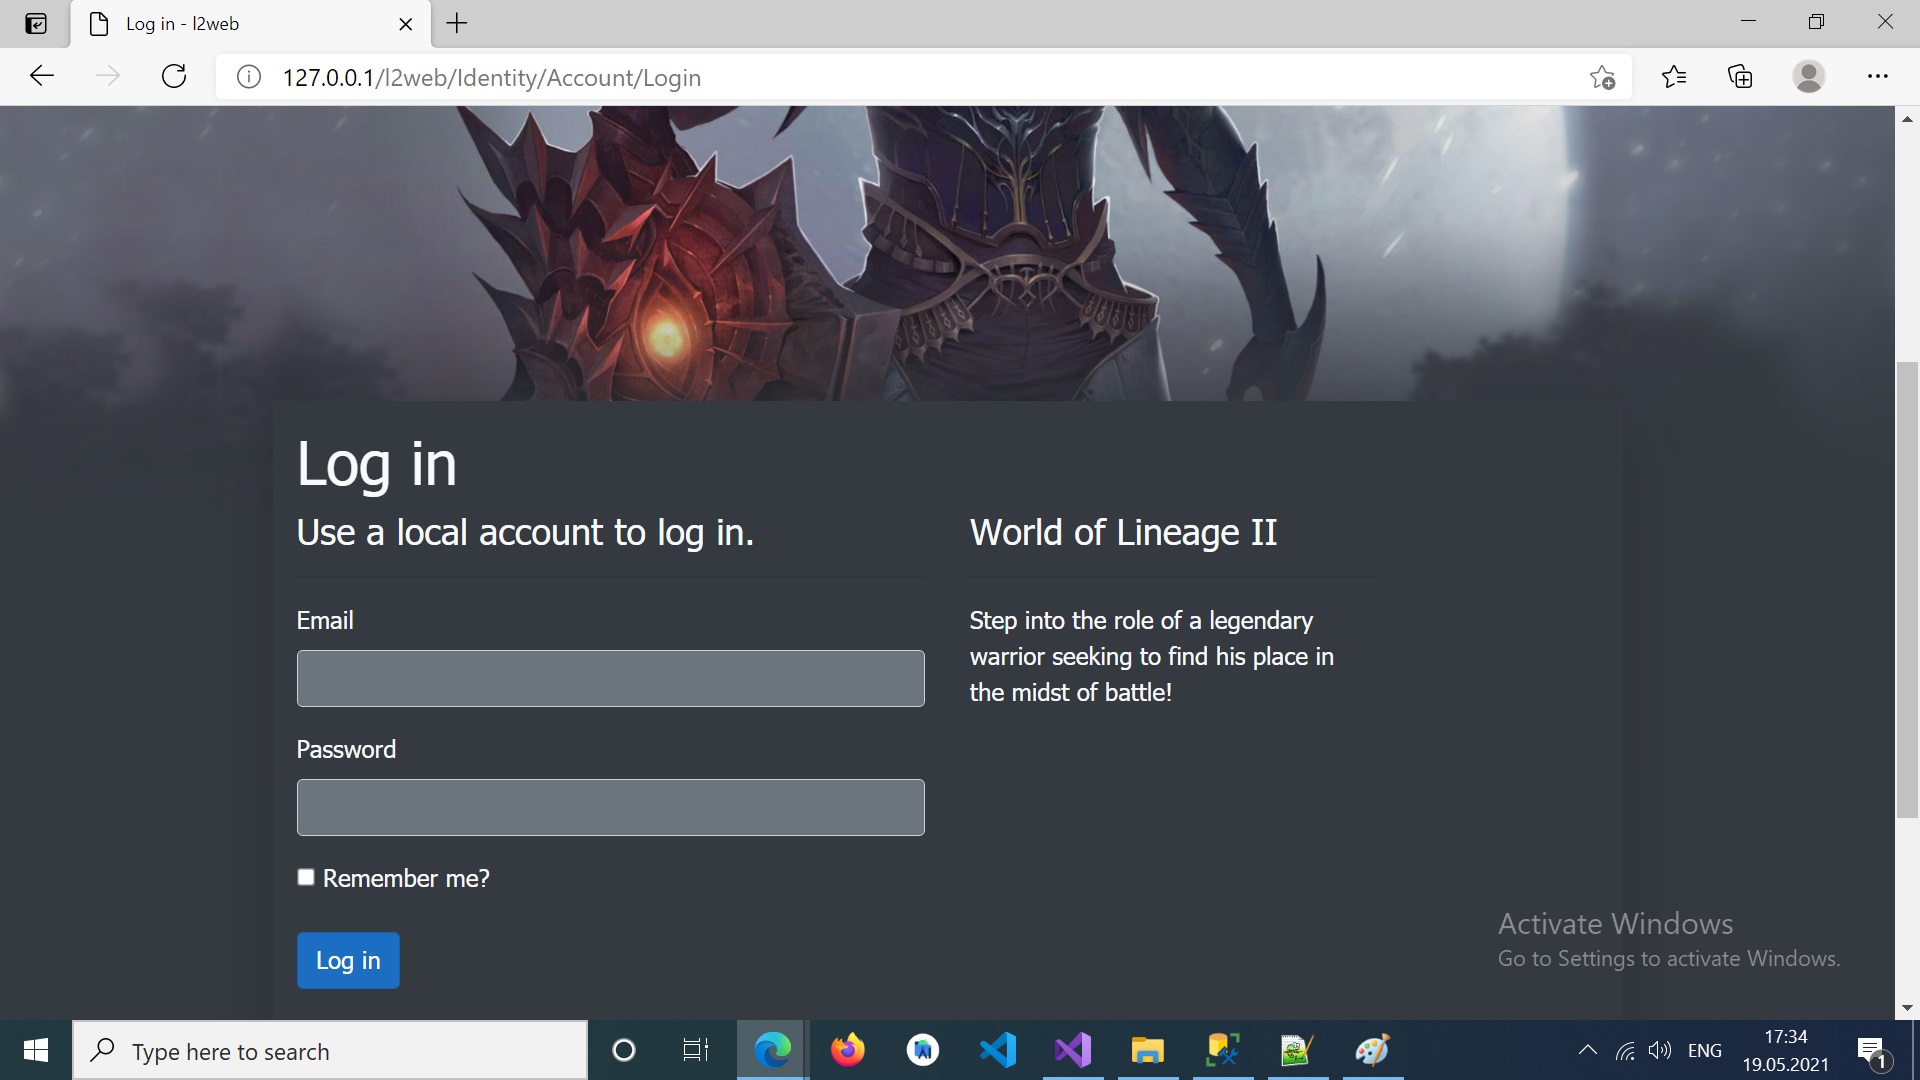 Log in - l2web
127.0.0.1/l2web/Identity/Account/Login
Log in
Use a local account to log in.
World of Lineage II
Email
Step into the role of a legendary
warrior seeking to find his place in
the midst of battle!
Password
Remember me?
Log in
Activate Windows
Go to Settings to activate Windows.
Type here to search
ENG
17:34
19.05.2021
1